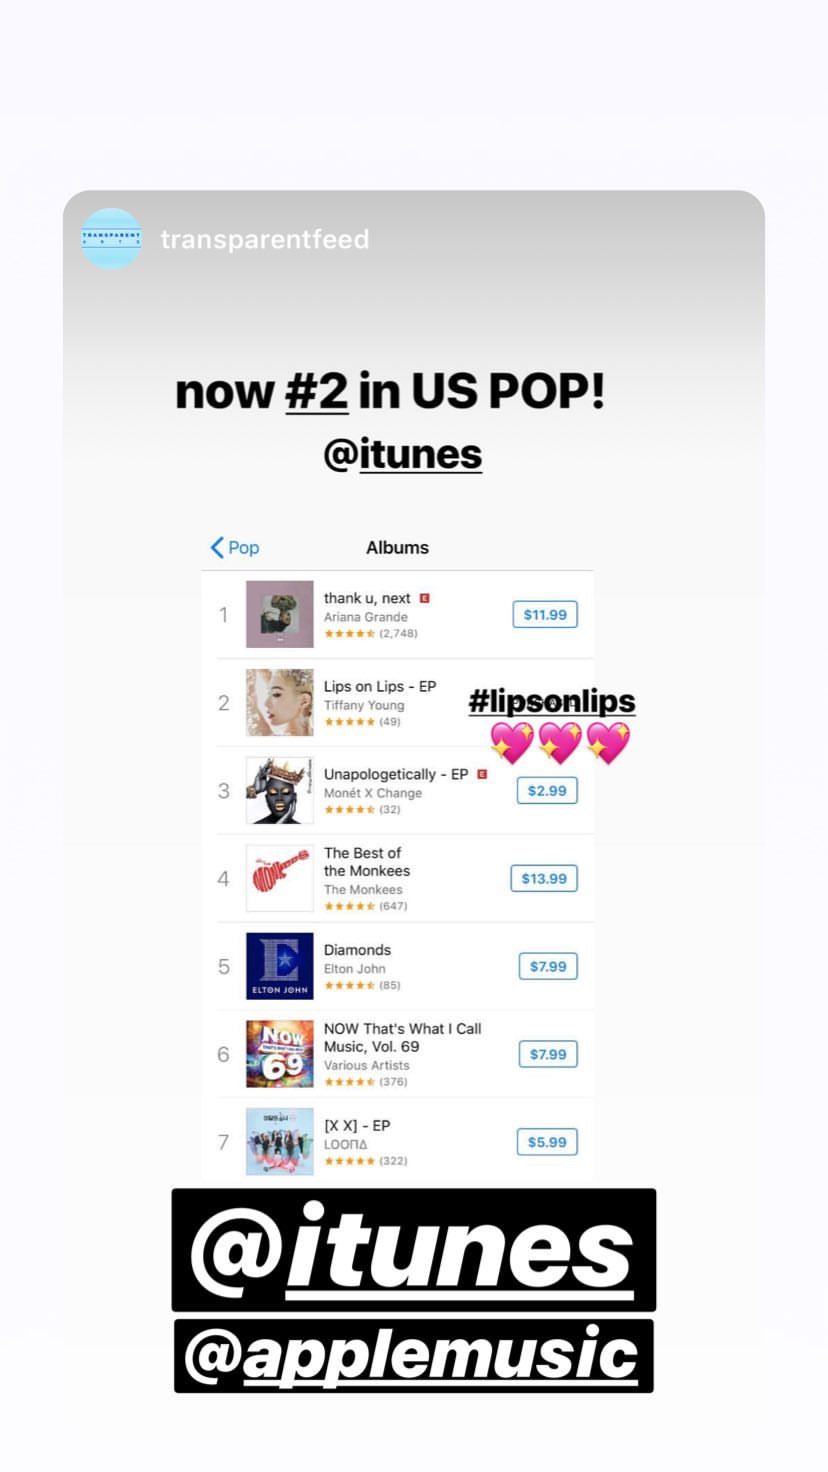 TRANSPARENT
ARTS
transparentfeed
now #2 in US POP!
@itunes
Pop
Albums
1
thank u, next E
Ariana Grande
(2,748)
$11.99
2
Lips on Lips - EP
Tiffany Young
(49)
#lipsonlips
3
Unapologetically - EP E
Monét X Change
(32)
$2.99
4
MONKEES
The Best of
the Monkees
The Monkees
(647)
$13.99
5
E
ELTON JOHN
Diamonds
Elton John
(85)
$7.99
6
NOW
69
NOW That's What I Call
Music, Vol. 69
Various Artists
(376)
$7.99
7
[X X] - EP
LOOΠΔ
(322)
$5.99
@itunes
@applemusic